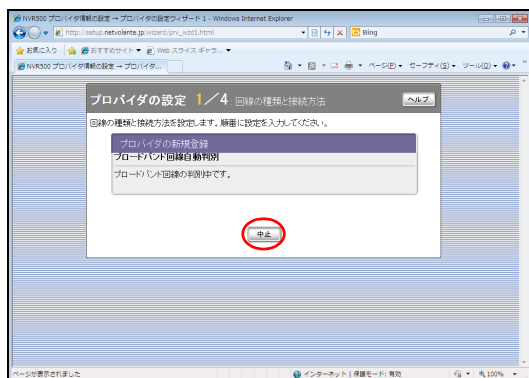 NVR500 プロバイダ情報の設定 → プロバイダの設定ウィザード 1 - Windows Internet Explorer
http://setup.netvolante.jp/wizard/prv_wzd1.html
Bing
お気に入り おすすめサイト Web スライス ギャラ...
NVR500 プロバイダ情報の設定 → プロバイダ...
ページ(P) セーフティ(S) ツール(O)
プロバイダの設定 1/4 : 回線の種類と接続方法 ヘルプ
回線の種類と接続方法を設定します。順番に設定を入力してください。
プロバイダの新規登録
ブロードバンド回線自動判別
ブロードバンド回線の判別中です。
中止
ページが表示されました
インターネット | 保護モード: 有効
100%